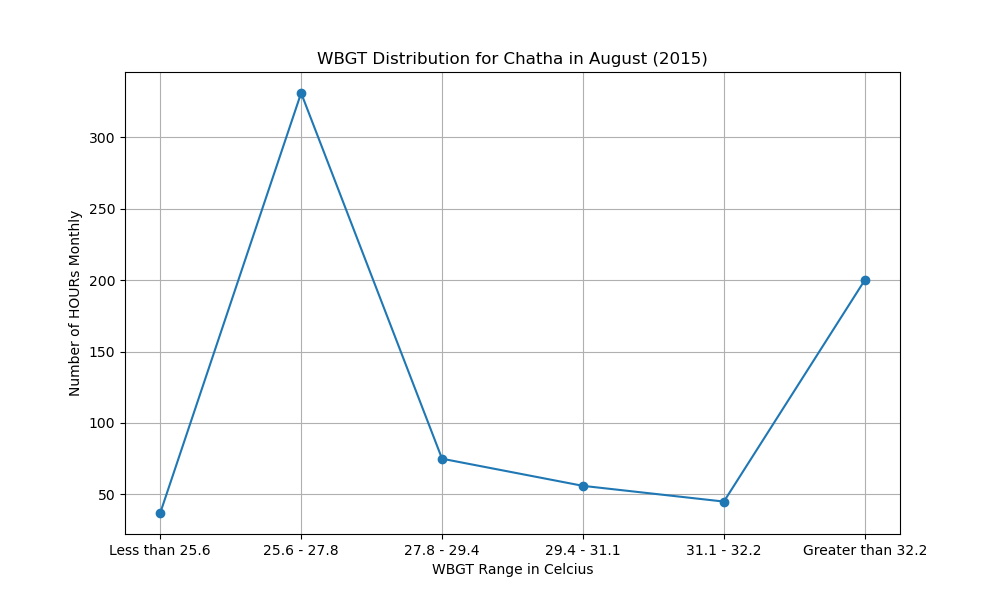 WBGT Distribution for Chatha in August (2015)
Number of HOURs Monthly
300
250
200
150
100
50
Less than 25.6
25.6 - 27.8
27.8 - 29.4
29.4 - 31.1
31.1 - 32.2
Greater than 32.2
WBGT Range in Celcius